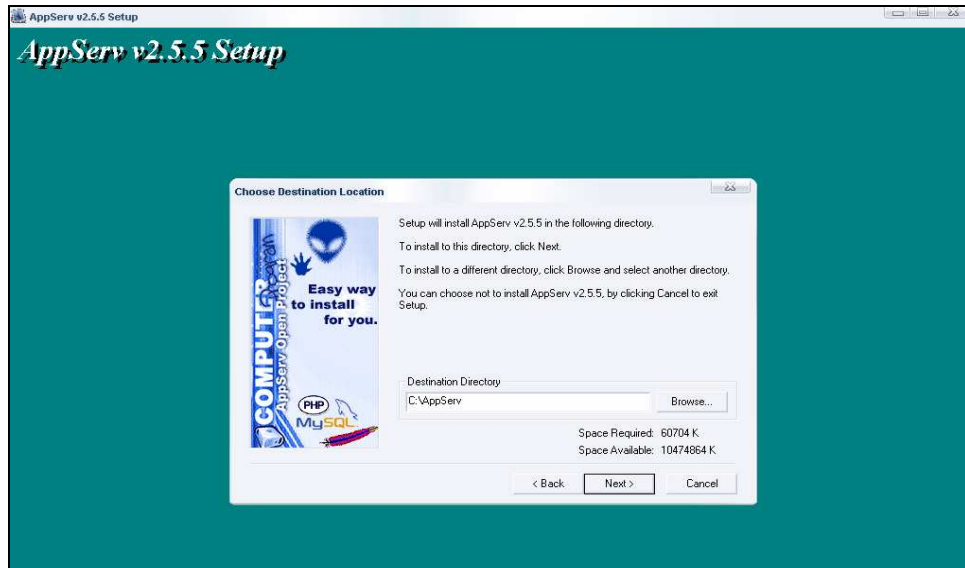 AppServ v2.5.5 Setup
AppServ v2.5.5 Setup
Choose Destination Location
COMPUTER
Program
AppServ Open Project
Easy way
to install
for you.
PHP
MySQL
Setup will install AppServ v2.5.5 in the following directory.
To install to this directory, click Next.
To install to a different directory, click Browse and select another directory.
You can choose not to install AppServ v2.5.5, by clicking Cancel to exit
Setup.
Destination Directory
C:\AppServ
Browse...
Space Required: 60704 K
Space Available: 10474864 K
< Back
Next >
Cancel